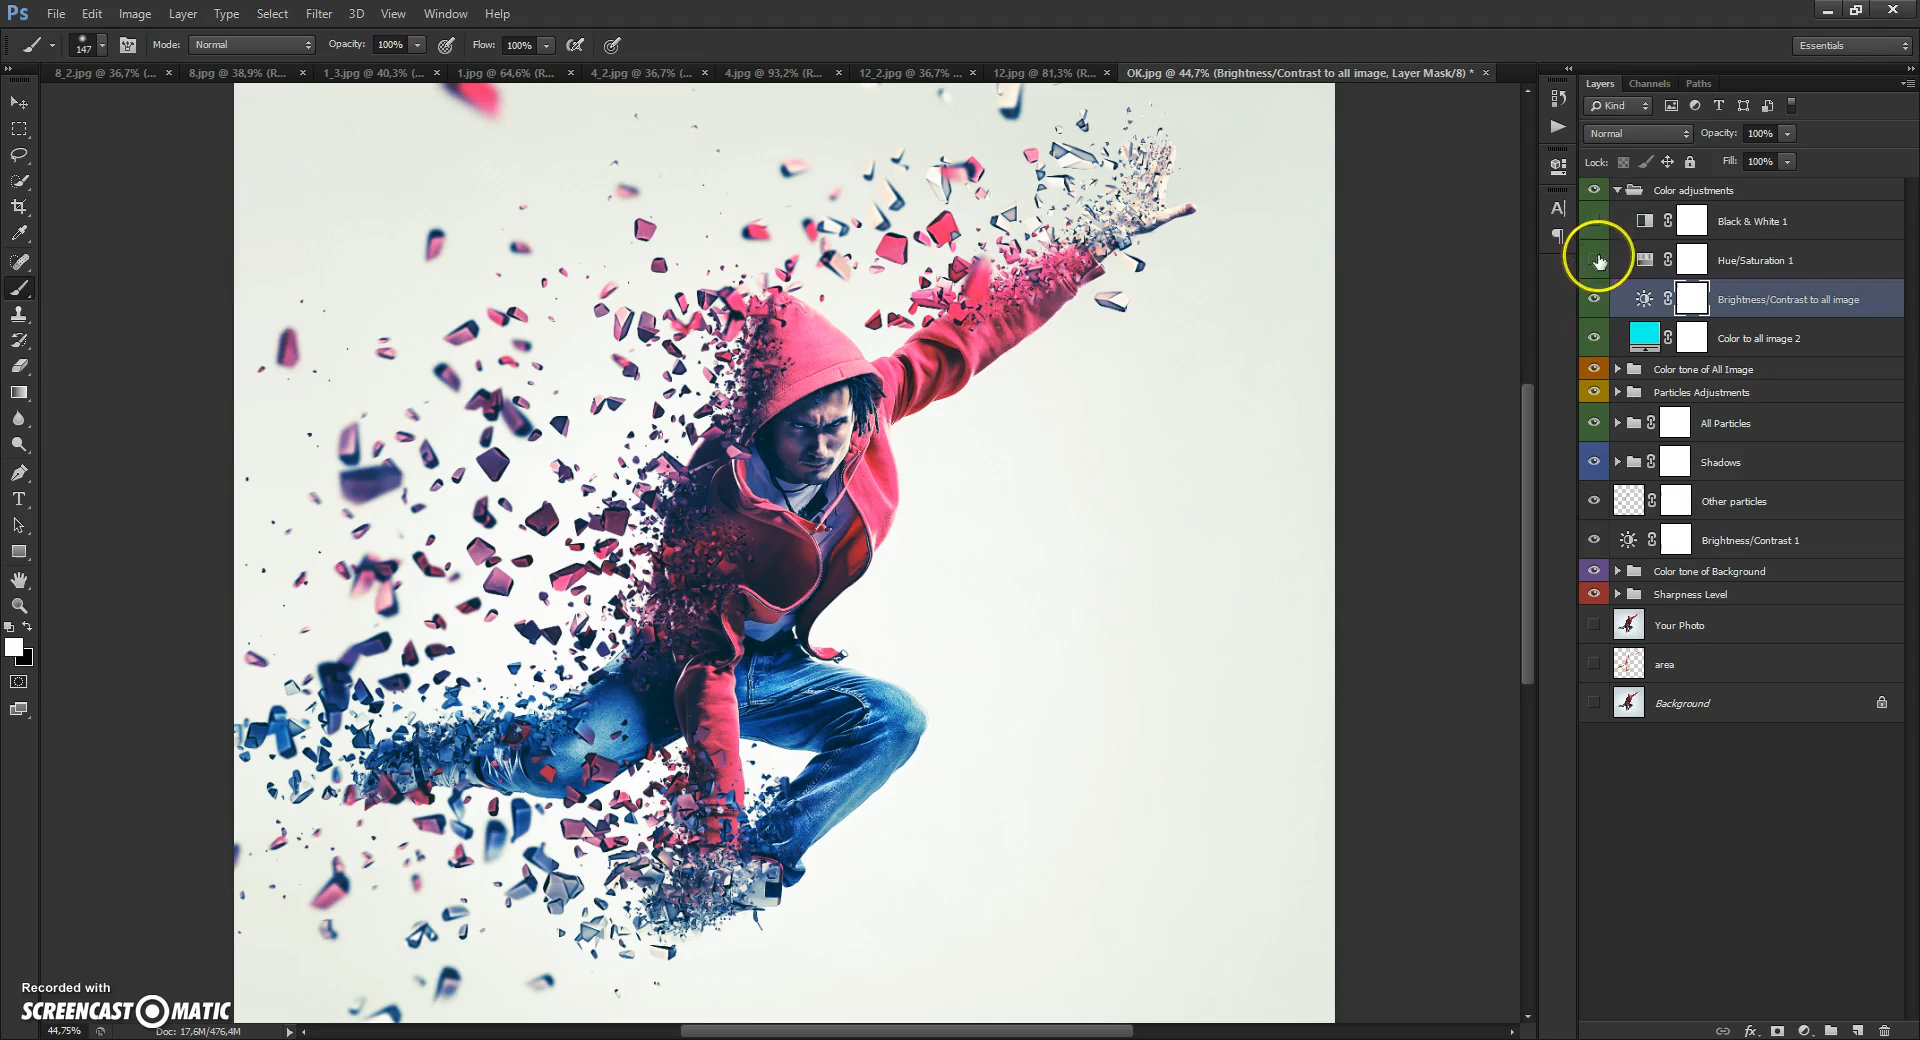 Ps File Edit Image Layer Type Select Filter 3D View Window Help
147 Mode: Normal Opacity: 100% Flow: 100% Essentials
8_2.jpg @ 36,7% (... × 8.jpg @ 38,9% (R... × 1_3.jpg @ 40,3% (... × 1.jpg @ 64,6% (R... × 4_2.jpg @ 36,7% (... × 4.jpg @ 93,2% (R... × 12_2.jpg @ 36,7% ... × 12.jpg @ 81,3% (R... × OK.jpg @ 44,7% (Brightness/Contrast to all image, Layer Mask/8) * ×
Layers Channels Paths
Kind
Normal Opacity: 100%
Lock: Fill: 100%
Color adjustments
Black & White 1
Hue/Saturation 1
Brightness/Contrast to all image
Color to all image 2
Color tone of All Image
Particles Adjustments
All Particles
Shadows
Other particles
Brightness/Contrast 1
Color tone of Background
Sharpness Level
Your Photo
area
Background
Recorded with
SCREENCAST MATIC
44,75% Doc: 17,6M/476,4M